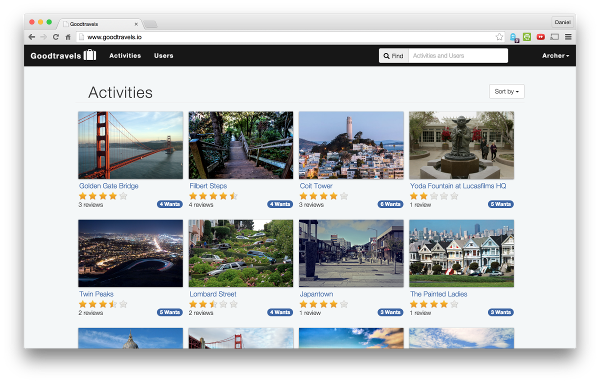 Goodtravels
Daniel
www.goodtravels.io
Goodtravels Activities Users Find Activities and Users Archer
Activities
Sort by
Golden Gate Bridge
3 reviews 4 Wants
Filbert Steps
4 reviews 4 Wants
Coit Tower
3 reviews 6 Wants
Yoda Fountain at Lucasfilms HQ
1 review 5 Wants
Twin Peaks
2 reviews 5 Wants
Lombard Street
2 reviews 4 Wants
Japantown
1 review 3 Wants
The Painted Ladies
1 review 3 Wants